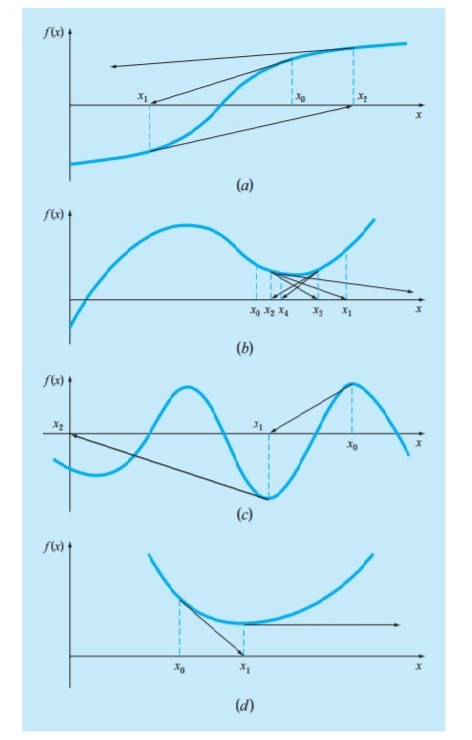 f(x)
x₁ x₀ x₂
x
(a)
f(x)
x₀ x₂ x₄ x₃ x₁ x
(b)
f(x)
x₂ x₁
x₀ x
(c)
f(x)
x₀ x₁ x
(d)